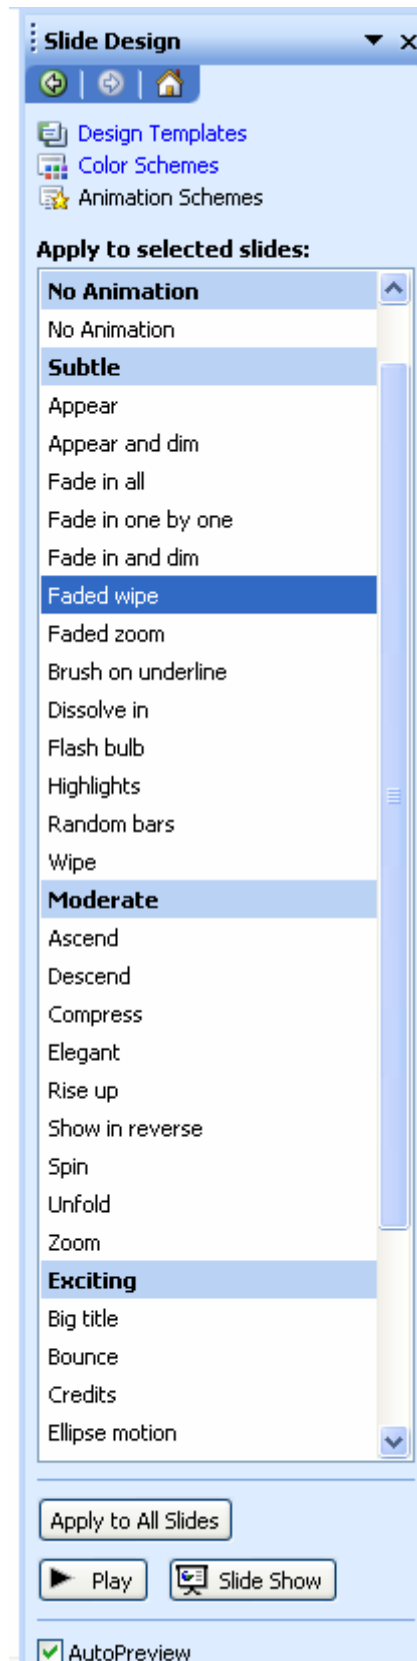 Slide Design
Design Templates
Color Schemes
Animation Schemes
Apply to selected slides:
No Animation
No Animation
Subtle
Appear
Appear and dim
Fade in all
Fade in one by one
Fade in and dim
Faded wipe
Faded zoom
Brush on underline
Dissolve in
Flash bulb
Highlights
Random bars
Wipe
Moderate
Ascend
Descend
Compress
Elegant
Rise up
Show in reverse
Spin
Unfold
Zoom
Exciting
Big title
Bounce
Credits
Ellipse motion
Apply to All Slides
Play Slide Show
AutoPreview